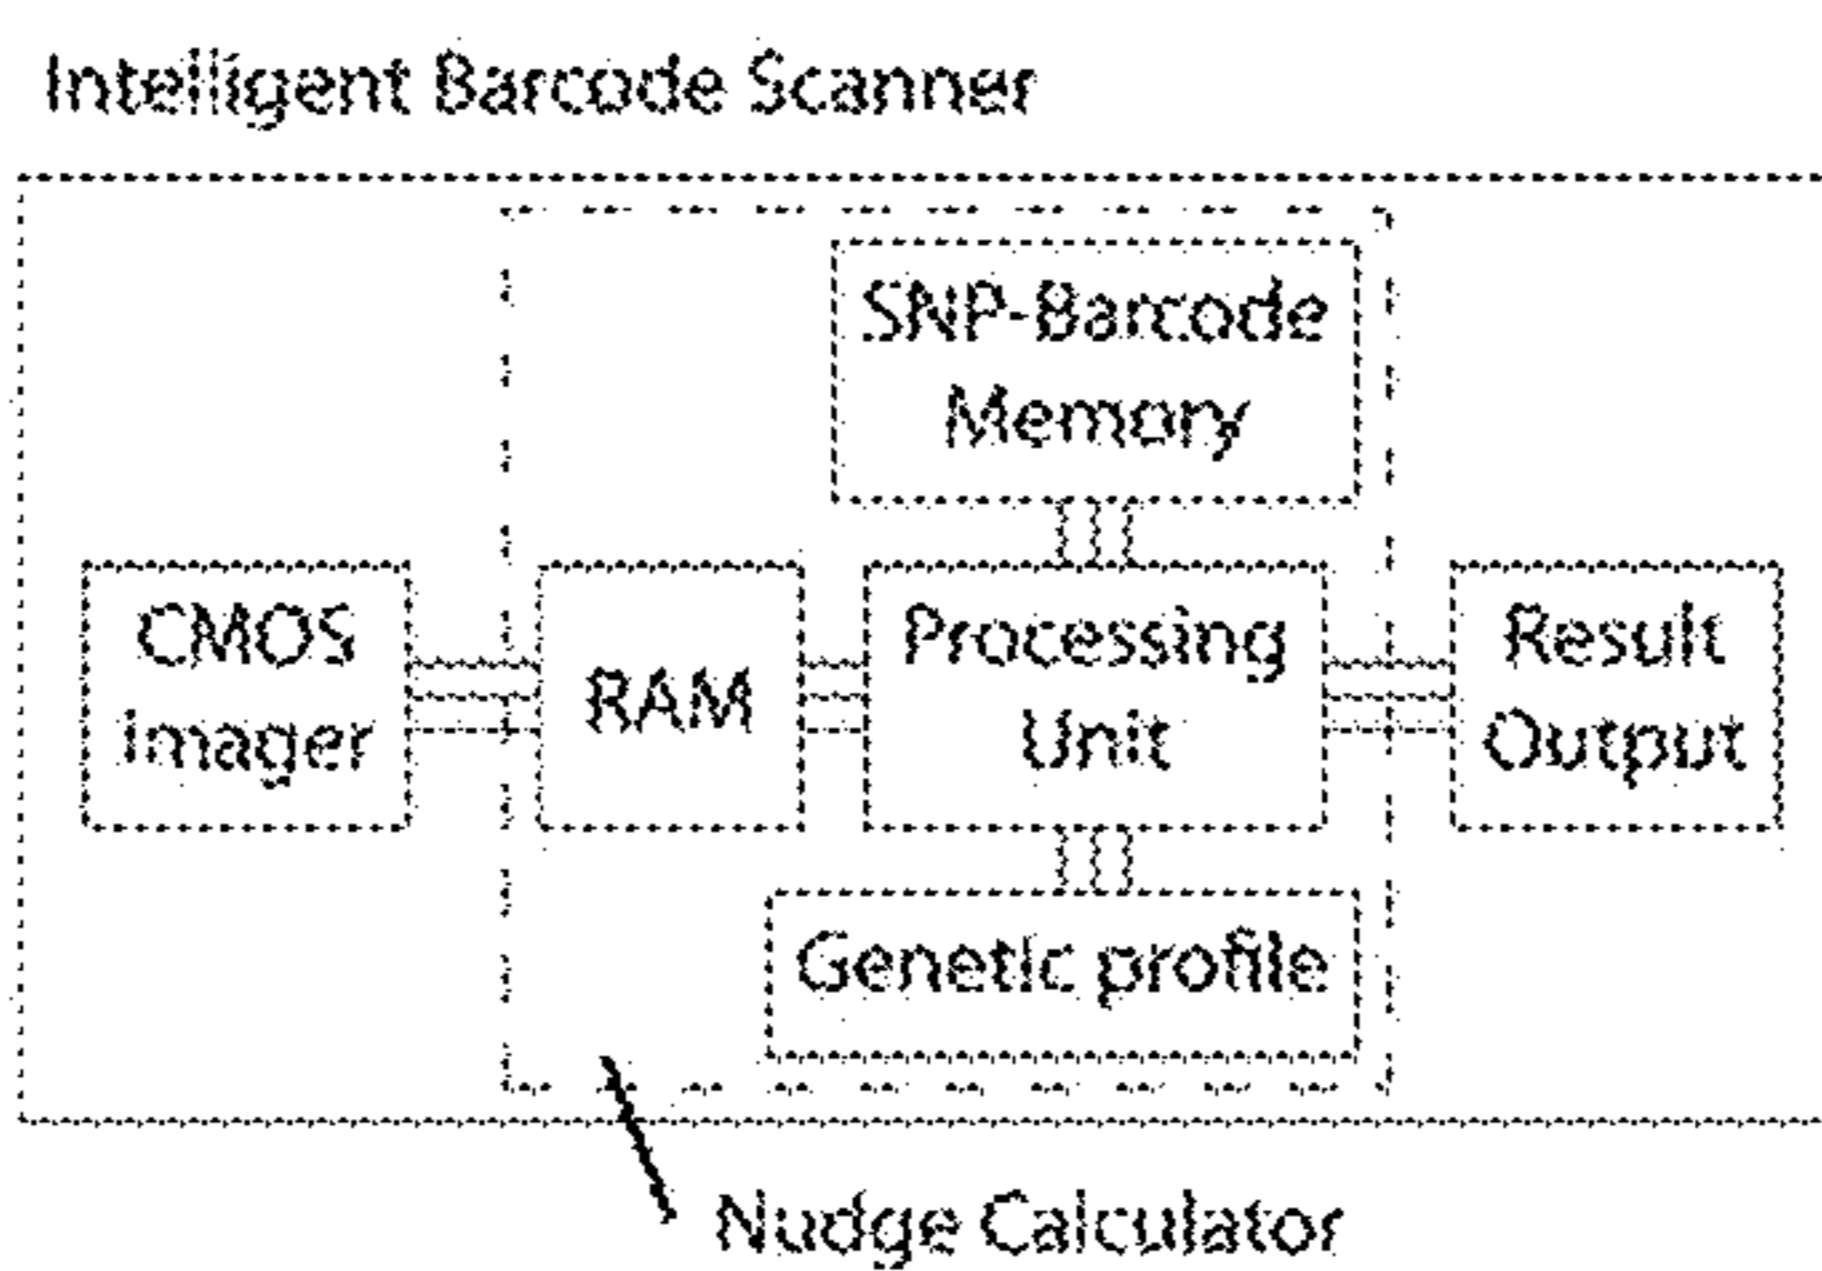 Intelligent Barcode Scanner
SNP-Barcode
Memory
CMOS
imager
RAM
Processing
Unit
Result
Output
Genetic profile
Nudge Calculator